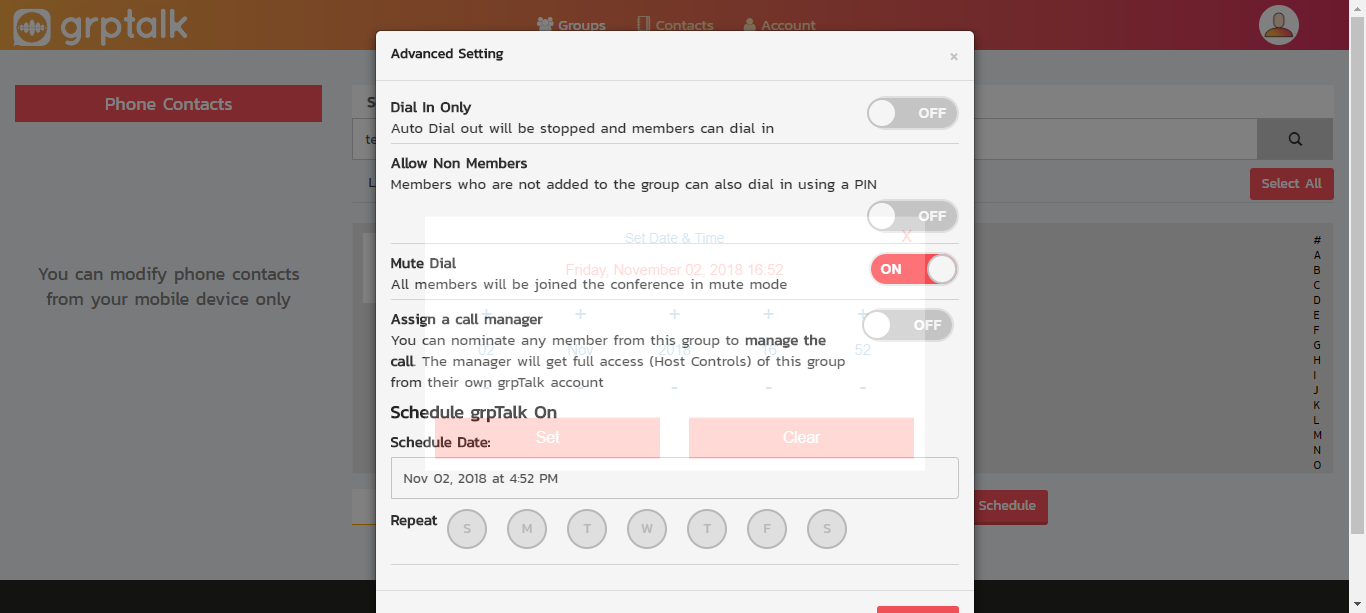 grptalk
Groups
Contacts
Account
Advanced Setting
×
Phone Contacts
Dial In Only
OFF
Auto Dial out will be stopped and members can dial in
Allow Non Members
Members who are not added to the group can also dial in using a PIN
OFF
Select All
Set Date & Time
X
Mute Dial
ON
Friday, November 02, 2018 16:52
All members will be joined the conference in mute mode
You can modify phone contacts
from your mobile device only
Assign a call manager
OFF
+ + + + +
You can nominate any member from this group to manage the
call. The manager will get full access (Host Controls) of this group
from their own grpTalk account
02 Nov 2018 16 52
- - - - -
Schedule grpTalk On
Set
Clear
Schedule Date:
Nov 02, 2018 at 4:52 PM
Repeat
S M T W T F S
Schedule
#
A
B
C
D
E
F
G
H
I
J
K
L
M
N
O